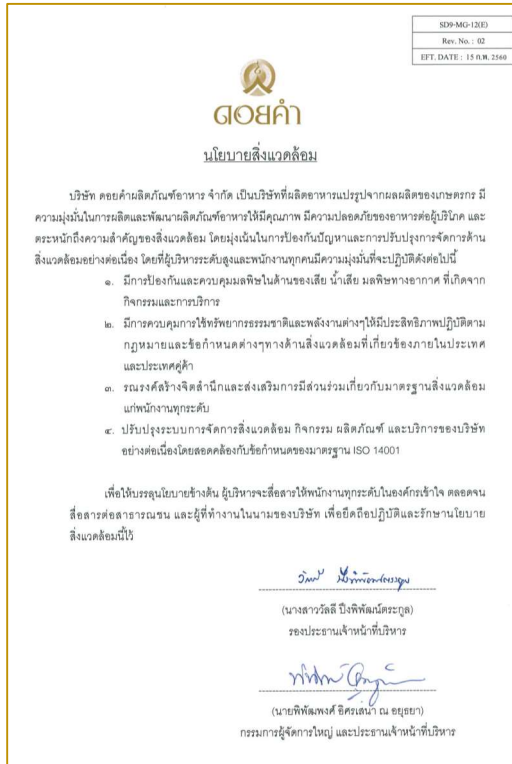 SD9-MG-12(E)
Rev. No. : 02
EFT. DATE : 15 ก.พ. 2560
ดอยคำ
นโยบายสิ่งแวดล้อม
บริษัท ดอยคำผลิตภัณฑ์อาหาร จำกัด เป็นบริษัทที่ผลิตอาหารแปรรูปจากผลผลิตของเกษตรกร มี
ความมุ่งมั่นในการผลิตและพัฒนาผลิตภัณฑ์อาหารให้มีคุณภาพ มีความปลอดภัยของอาหารต่อผู้บริโภค และ
ตระหนักถึงความสำคัญของสิ่งแวดล้อม โดยมุ่งเน้นในการป้องกันปัญหาและการปรับปรุงการจัดการด้าน
สิ่งแวดล้อมอย่างต่อเนื่อง โดยที่ผู้บริหารระดับสูงและพนักงานทุกคนมีความมุ่งมั่นที่จะปฏิบัติดังต่อไปนี้
๑. มีการป้องกันและควบคุมมลพิษในด้านของเสีย น้ำเสีย มลพิษทางอากาศ ที่เกิดจาก
กิจกรรมและการบริการ
๒. มีการควบคุมการใช้ทรัพยากรธรรมชาติและพลังงานต่างๆให้มีประสิทธิภาพปฏิบัติตาม
กฎหมายและข้อกำหนดต่างๆทางด้านสิ่งแวดล้อมที่เกี่ยวข้องภายในประเทศ
และประเทศคู่ค้า
๓. รณรงค์สร้างจิตสำนึกและส่งเสริมการมีส่วนร่วมเกี่ยวกับมาตรฐานสิ่งแวดล้อม
แก่พนักงานทุกระดับ
๔. ปรับปรุงระบบการจัดการสิ่งแวดล้อม กิจกรรม ผลิตภัณฑ์ และบริการของบริษัท
อย่างต่อเนื่องโดยสอดคล้องกับข้อกำหนดของมาตรฐาน ISO 14001
เพื่อให้บรรลุนโยบายข้างต้น ผู้บริหารจะสื่อสารให้พนักงานทุกระดับในองค์กรเข้าใจ ตลอดจน
สื่อสารต่อสาธารณชน และผู้ที่ทำงานในนามของบริษัท เพื่อยึดถือปฏิบัติและรักษานโยบาย
สิ่งแวดล้อมนี้ไว้
(นางสาววัลลี ปึงพิพัฒน์ตระกูล)
รองประธานเจ้าหน้าที่บริหาร
(นายพิพัฒพงศ์ อิศรเสนา ณ อยุธยา)
กรรมการผู้จัดการใหญ่ และประธานเจ้าหน้าที่บริหาร